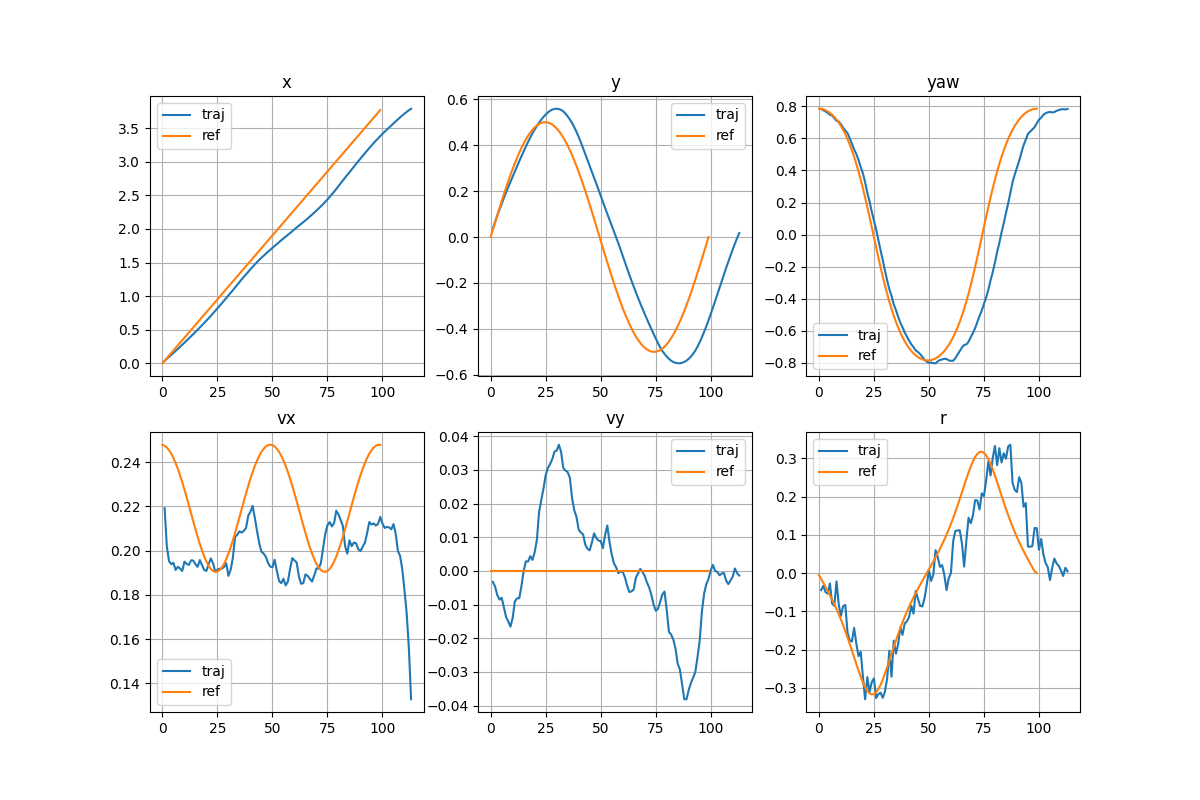 x
y
yaw
3.5
3.0
2.5
2.0
1.5
1.0
0.5
0.0
0 25 50 75 100
traj
ref
0.6
0.4
0.2
0.0
−0.2
−0.4
−0.6
0 25 50 75 100
traj
ref
0.8
0.6
0.4
0.2
0.0
−0.2
−0.4
−0.6
−0.8
0 25 50 75 100
traj
ref
vx
vy
r
0.24
0.22
0.20
0.18
0.16
0.14
0 25 50 75 100
traj
ref
0.04
0.03
0.02
0.01
0.00
−0.01
−0.02
−0.03
−0.04
0 25 50 75 100
traj
ref
0.3
0.2
0.1
0.0
−0.1
−0.2
−0.3
0 25 50 75 100
traj
ref